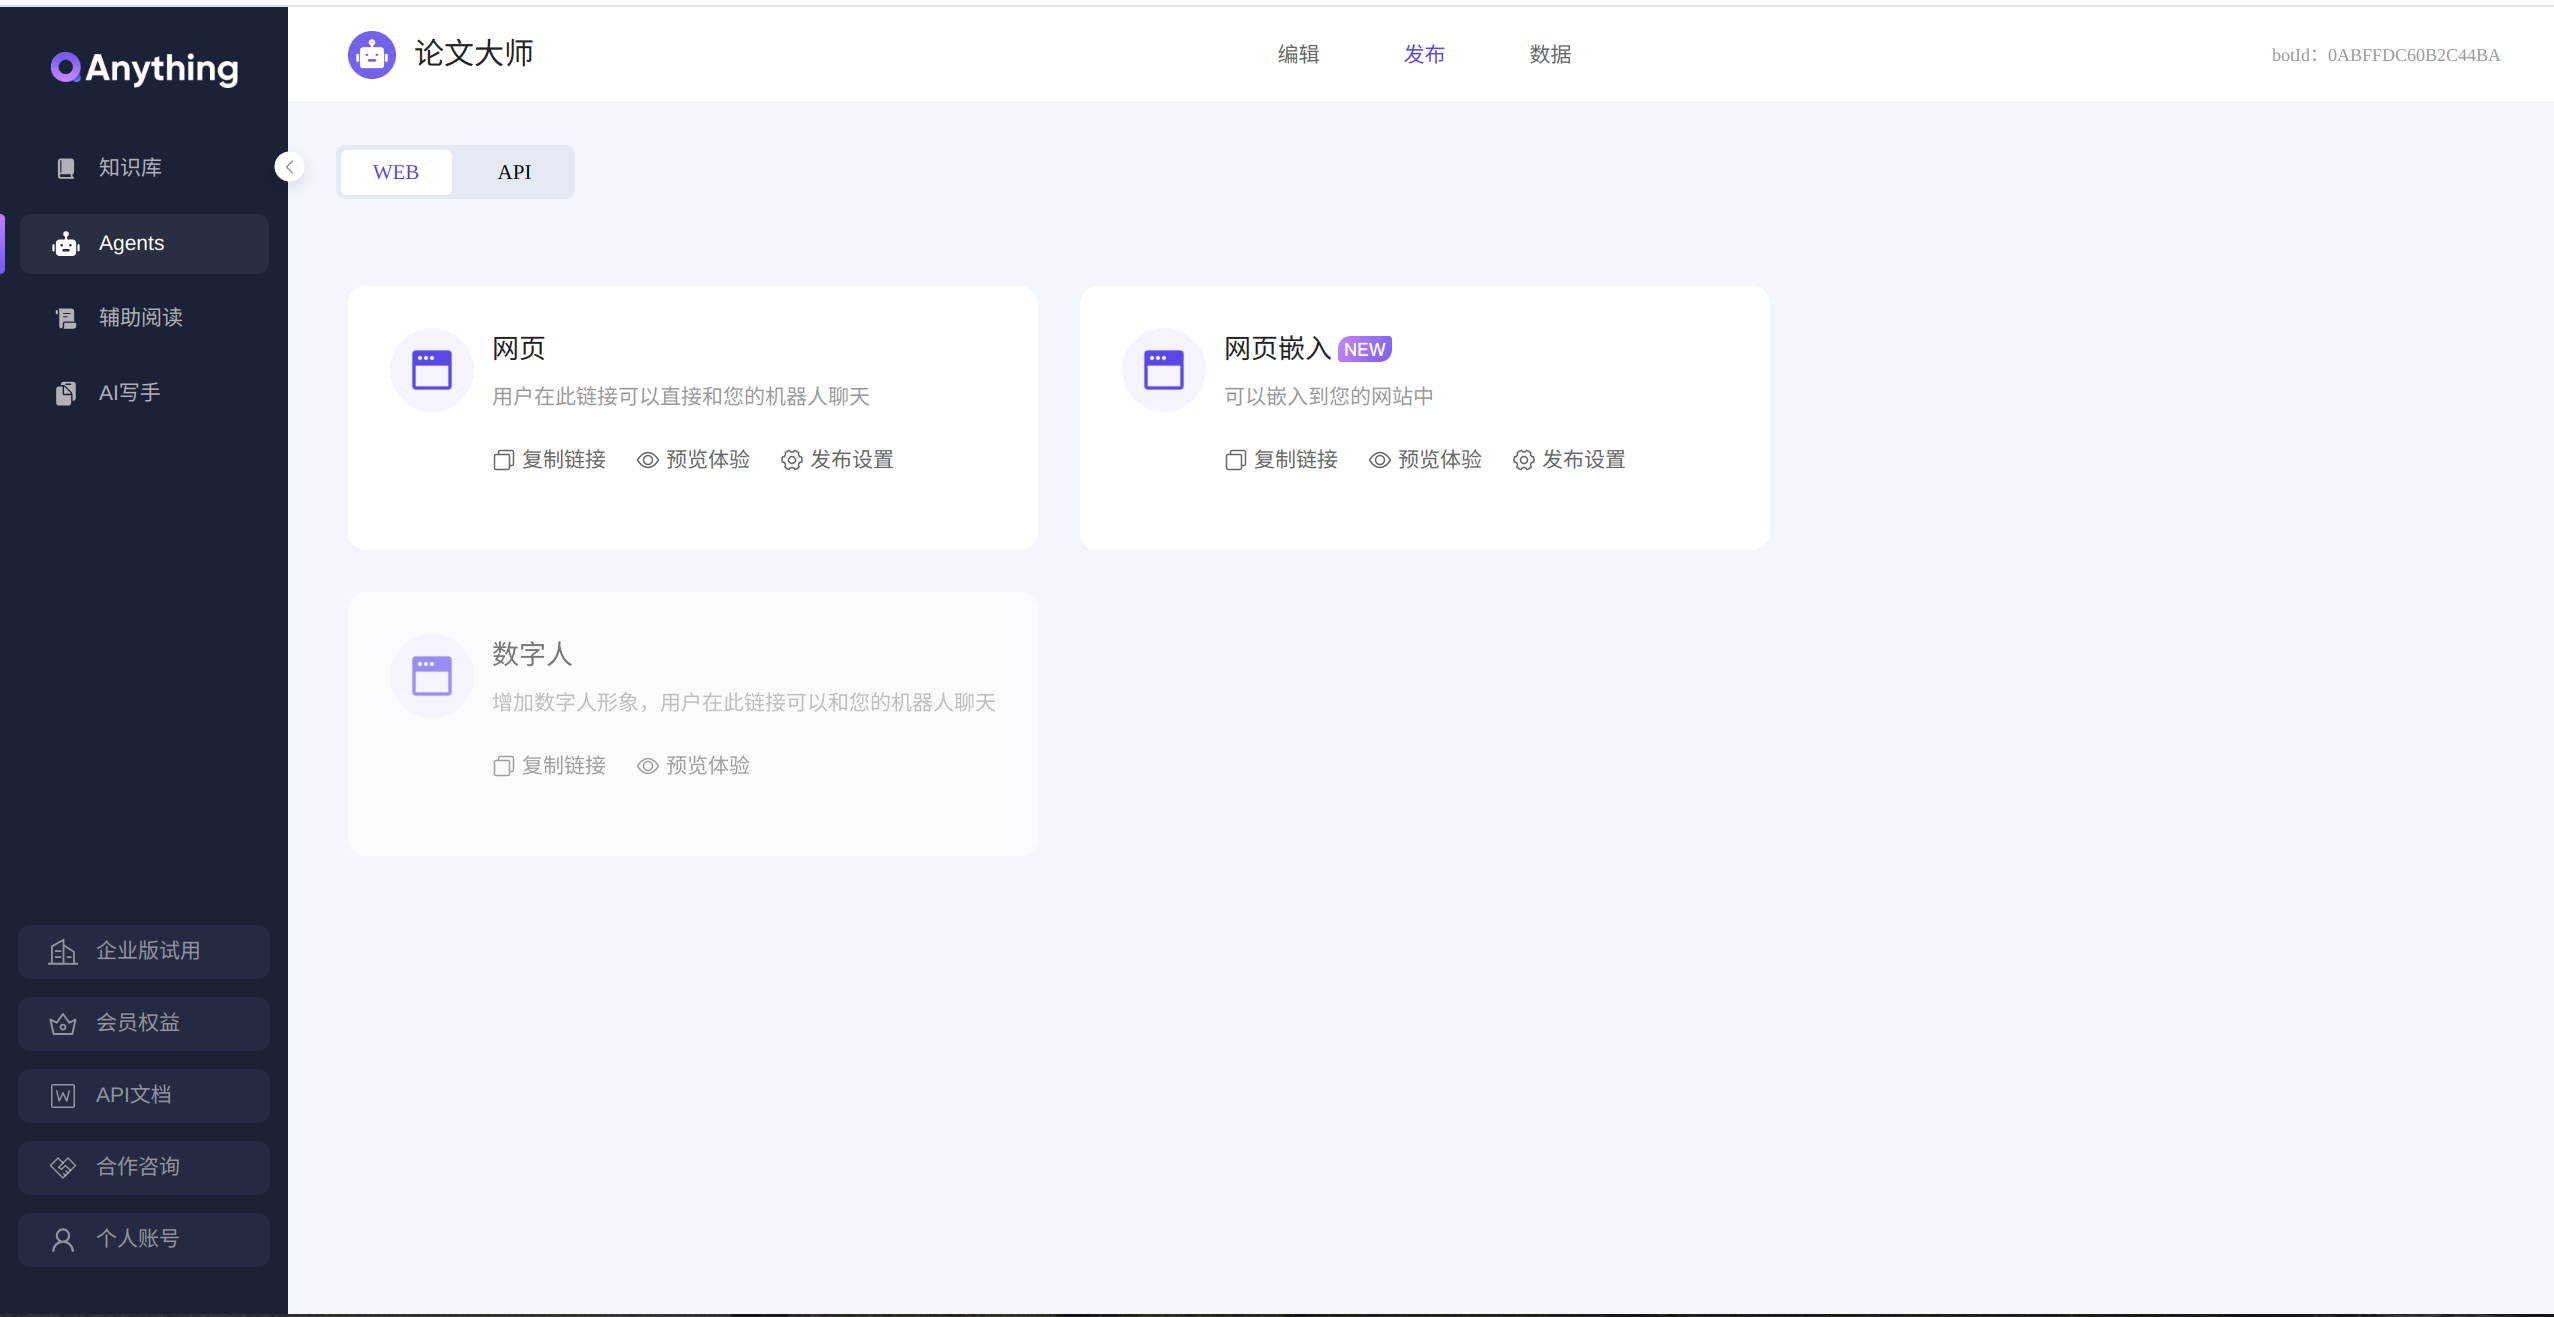 QAnything
知识库
Agents
辅助阅读
AI写手
企业版试用
会员权益
API文档
合作咨询
个人账号
论文大师
编辑 发布 数据
botId：0ABFFDC60B2C44BA
WEB API
网页
用户在此链接可以直接和您的机器人聊天
复制链接 预览体验 发布设置
网页嵌入 NEW
可以嵌入到您的网站中
复制链接 预览体验 发布设置
数字人
增加数字人形象，用户在此链接可以和您的机器人聊天
复制链接 预览体验